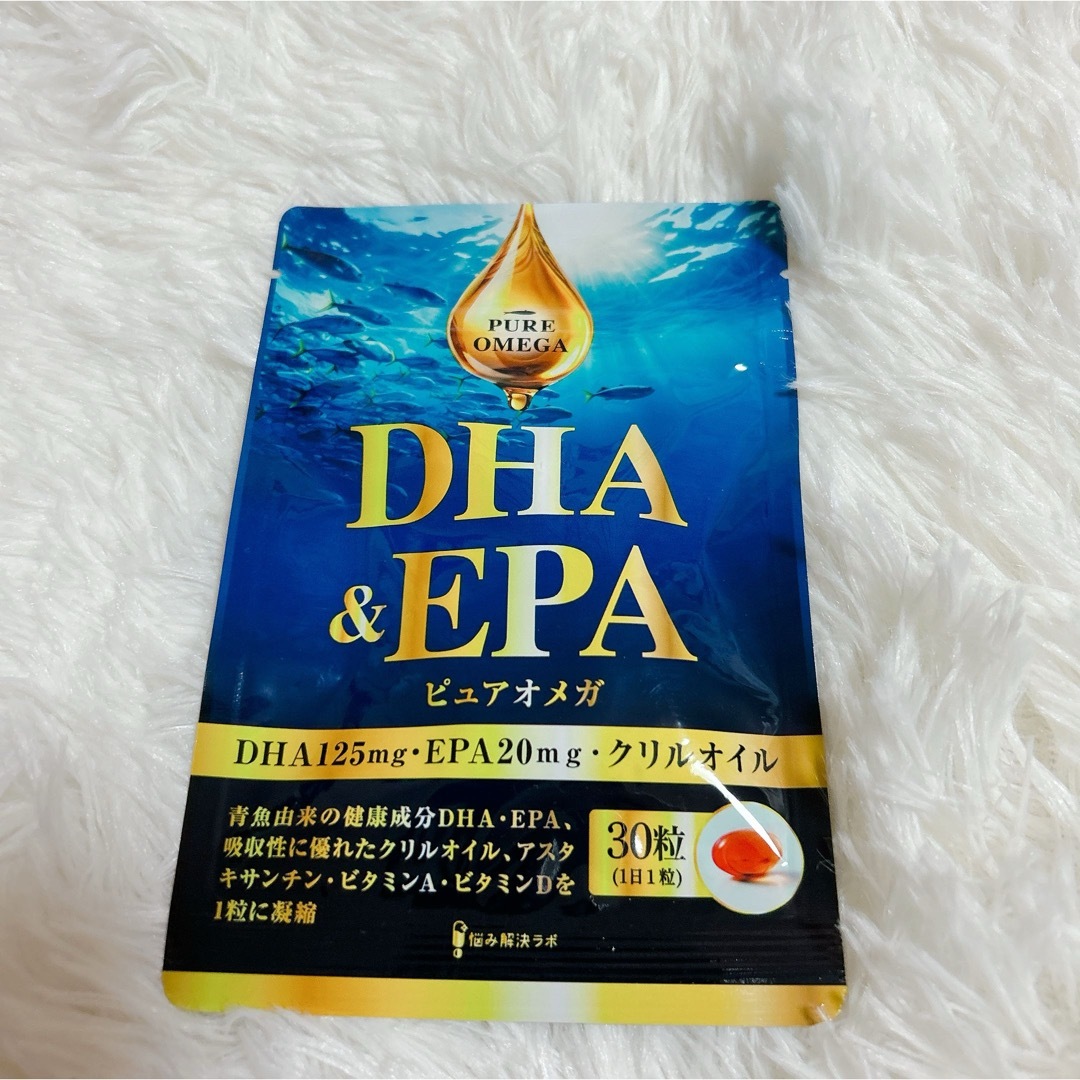 PURE
OMEGA
DHA
&EPA
ピュアオメガ
DHA125mg・EPA20mg・クリルオイル
青魚由来の健康成分DHA・EPA、
吸収性に優れたクリルオイル、アスタ
キサンチン・ビタミンA・ビタミンDを
1粒に凝縮
30粒
(1日1粒)
悩み解決ラボ